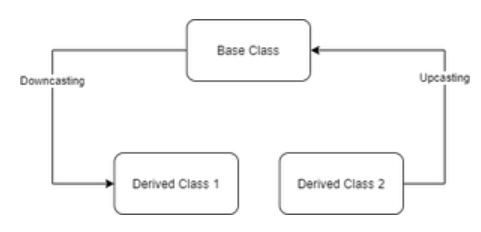 Base Class
Downcasting
Upcasting
Derived Class 1
Derived Class 2